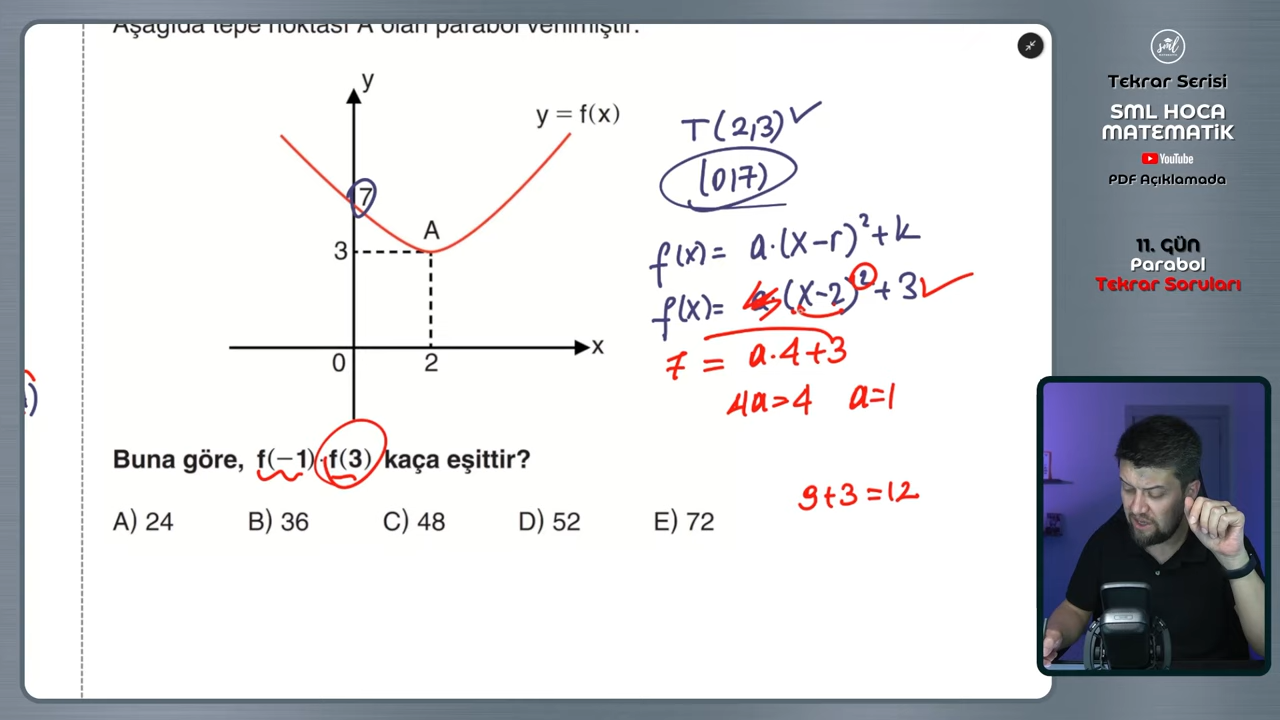 Aşağıda tepe noktası A olan parabol verilmiştir.
y
y = f(x)
7
A
3
0
2
x
T(2,3) ✓
(0,7)
f(x) = a·(x-r)²+k
f(x) = a (x-2)²+3 ✓
7 = a·4+3
4a=4 a=1
9+3=12
Buna göre, f(−1)·f(3) kaça eşittir?
A) 24 B) 36 C) 48 D) 52 E) 72
sml
Tekrar Serisi
SML HOCA
MATEMATİK
YouTube
PDF Açıklamada
11. GÜN
Parabol
Tekrar Soruları